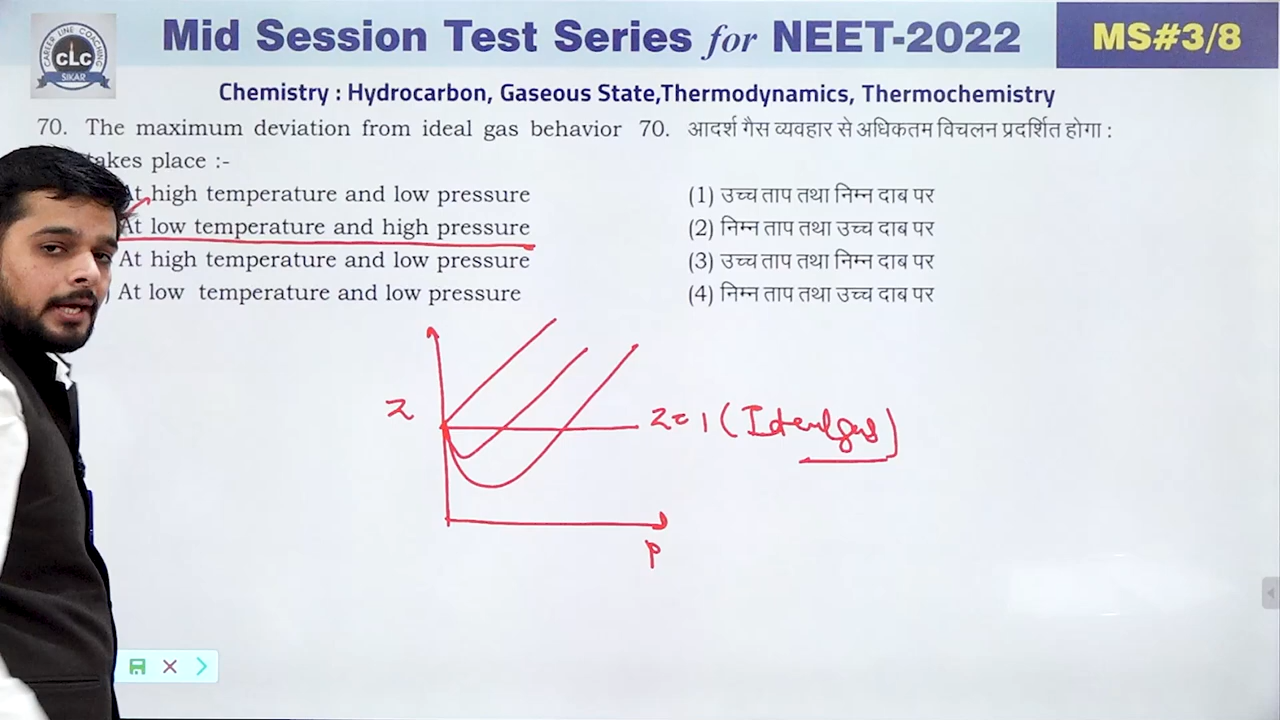 CAREER LINE COACHING
CLC
SIKAR
Mid Session Test Series for NEET-2022
MS#3/8
Chemistry : Hydrocarbon, Gaseous State,Thermodynamics, Thermochemistry
70. The maximum deviation from ideal gas behavior
takes place :-
At high temperature and low pressure
At low temperature and high pressure
At high temperature and low pressure
) At low temperature and low pressure
70. आदर्श गैस व्यवहार से अधिकतम विचलन प्रदर्शित होगा :
(1) उच्च ताप तथा निम्न दाब पर
(2) निम्न ताप तथा उच्च दाब पर
(3) उच्च ताप तथा निम्न दाब पर
(4) निम्न ताप तथा उच्च दाब पर
Z
Z=1 (Ideal gas)
P